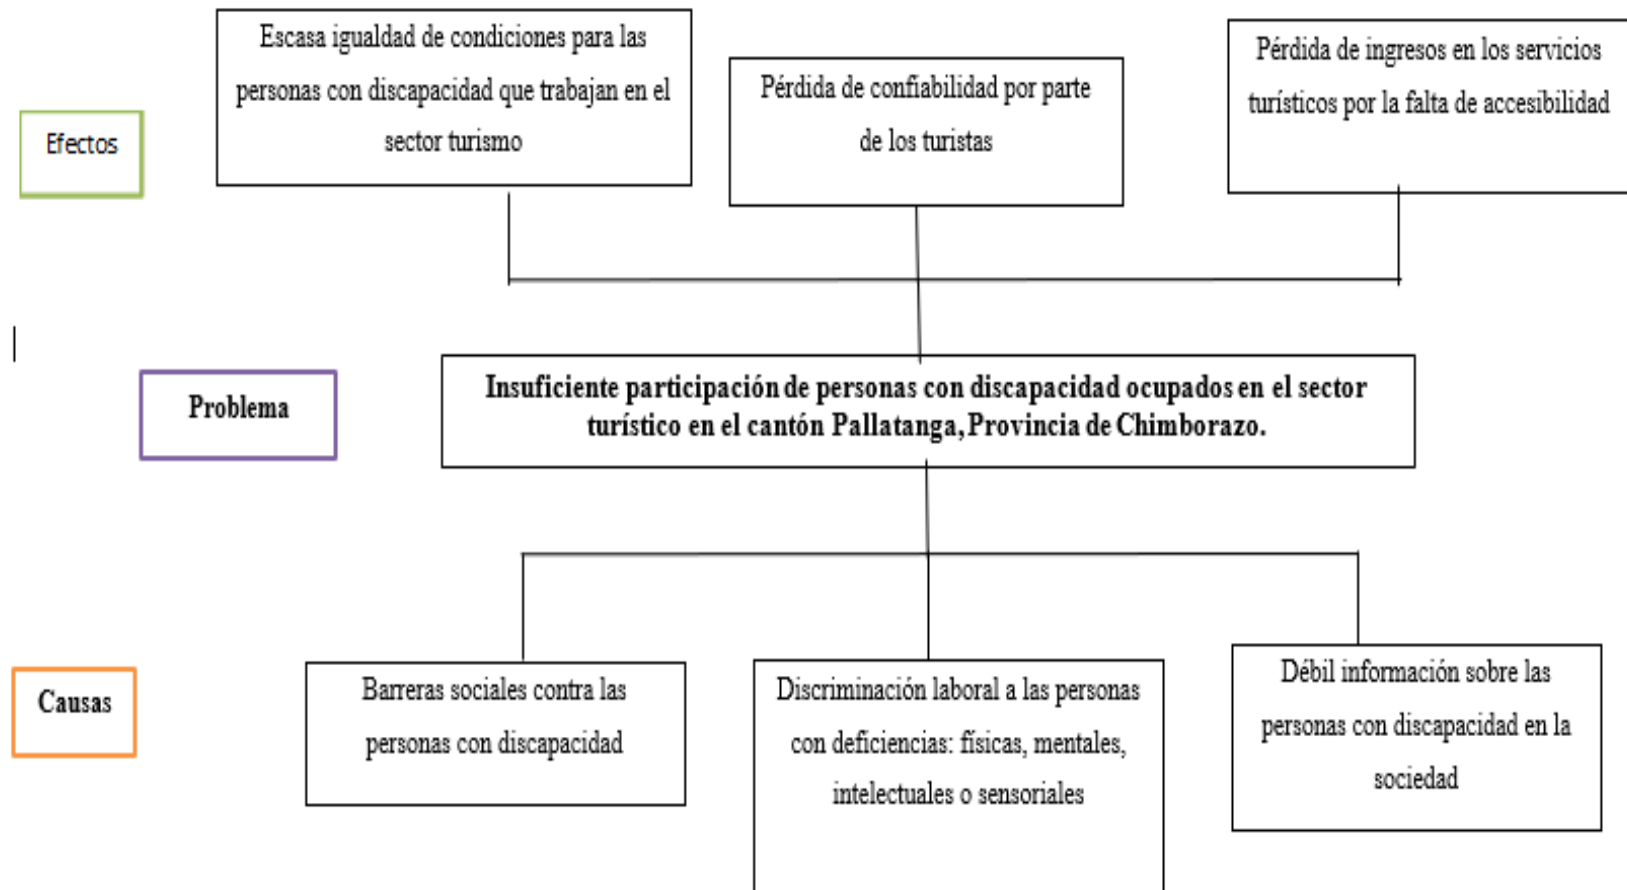 Efectos
Escasa igualdad de condiciones para las
personas con discapacidad que trabajan en el
sector turismo
Pérdida de confiabilidad por parte
de los turistas
Pérdida de ingresos en los servicios
turísticos por la falta de accesibilidad
Problema
Insuficiente participación de personas con discapacidad ocupados en el sector
turístico en el cantón Pallatanga, Provincia de Chimborazo.
Causas
Barreras sociales contra las
personas con discapacidad
Discriminación laboral a las personas
con deficiencias: físicas, mentales,
intelectuales o sensoriales
Débil información sobre las
personas con discapacidad en la
sociedad